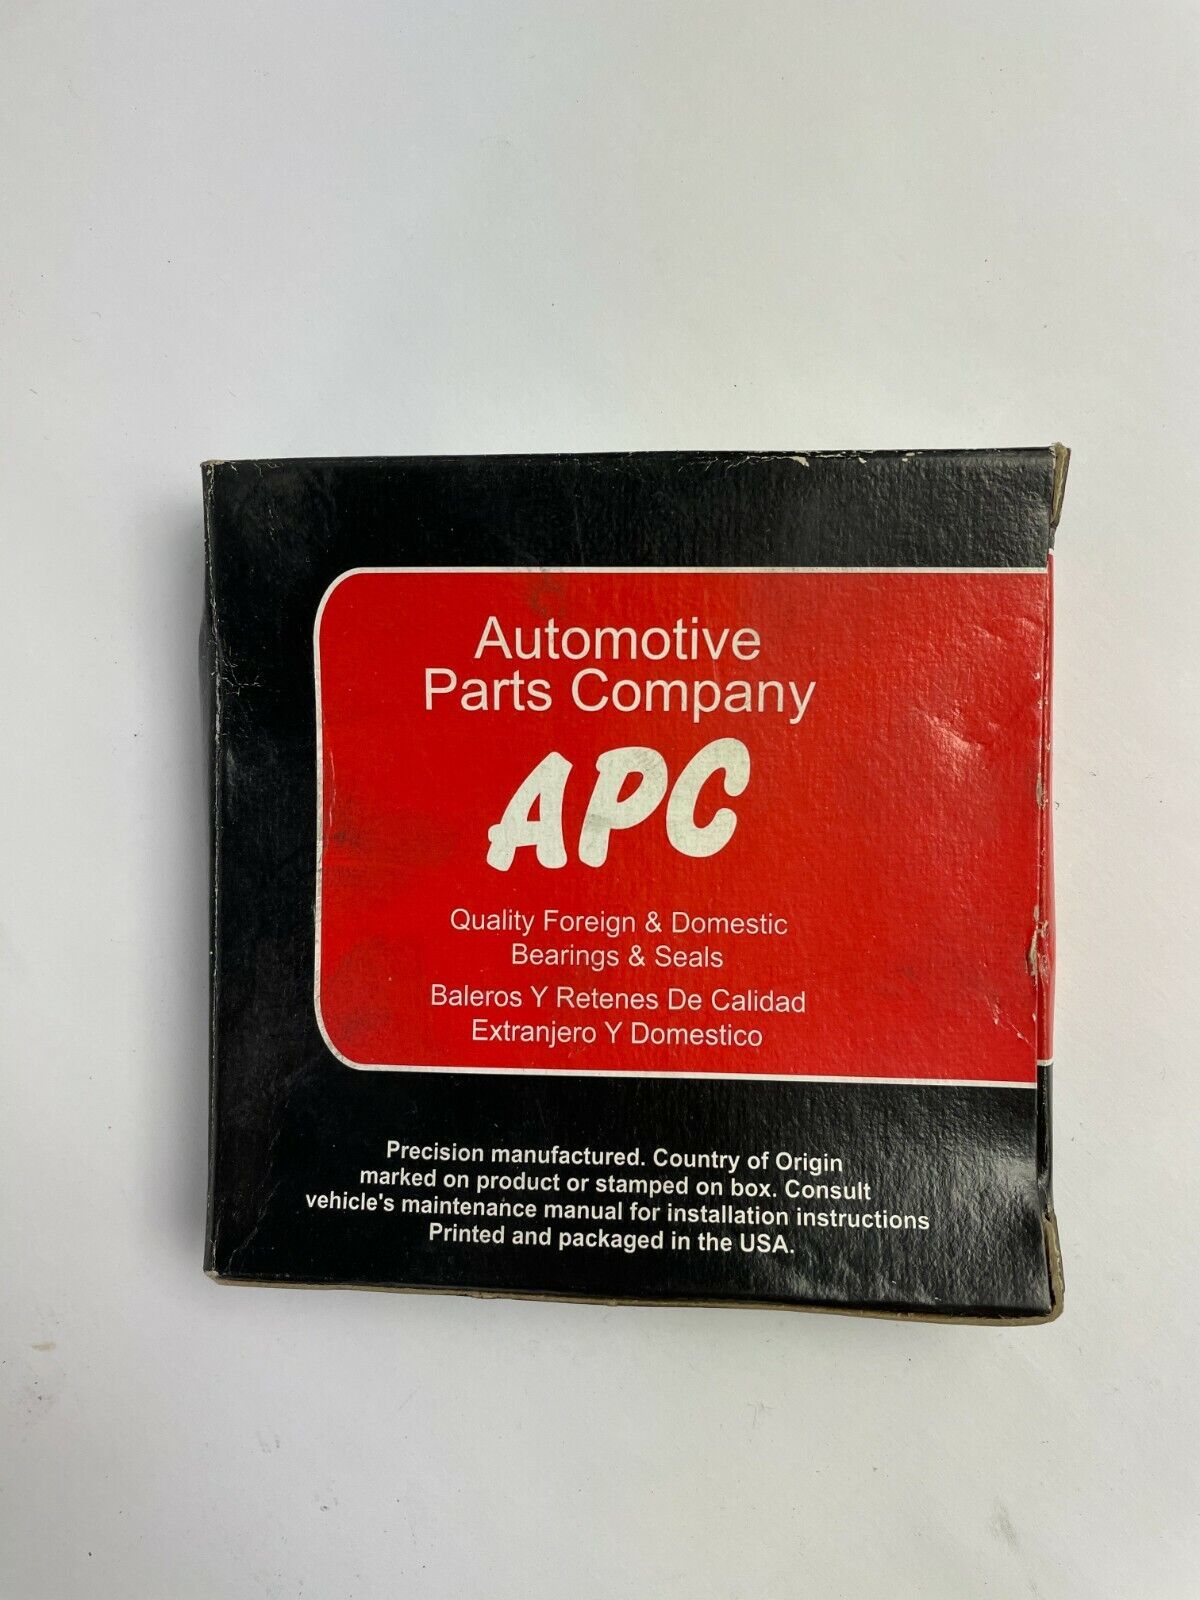 Automotive
Parts Company
APC
Quality Foreign & Domestic
Bearings & Seals
Baleros Y Retenes De Calidad
Extranjero Y Domestico
Precision manufactured. Country of Origin
marked on product or stamped on box. Consult
vehicle's maintenance manual for installation instructions
Printed and packaged in the USA.